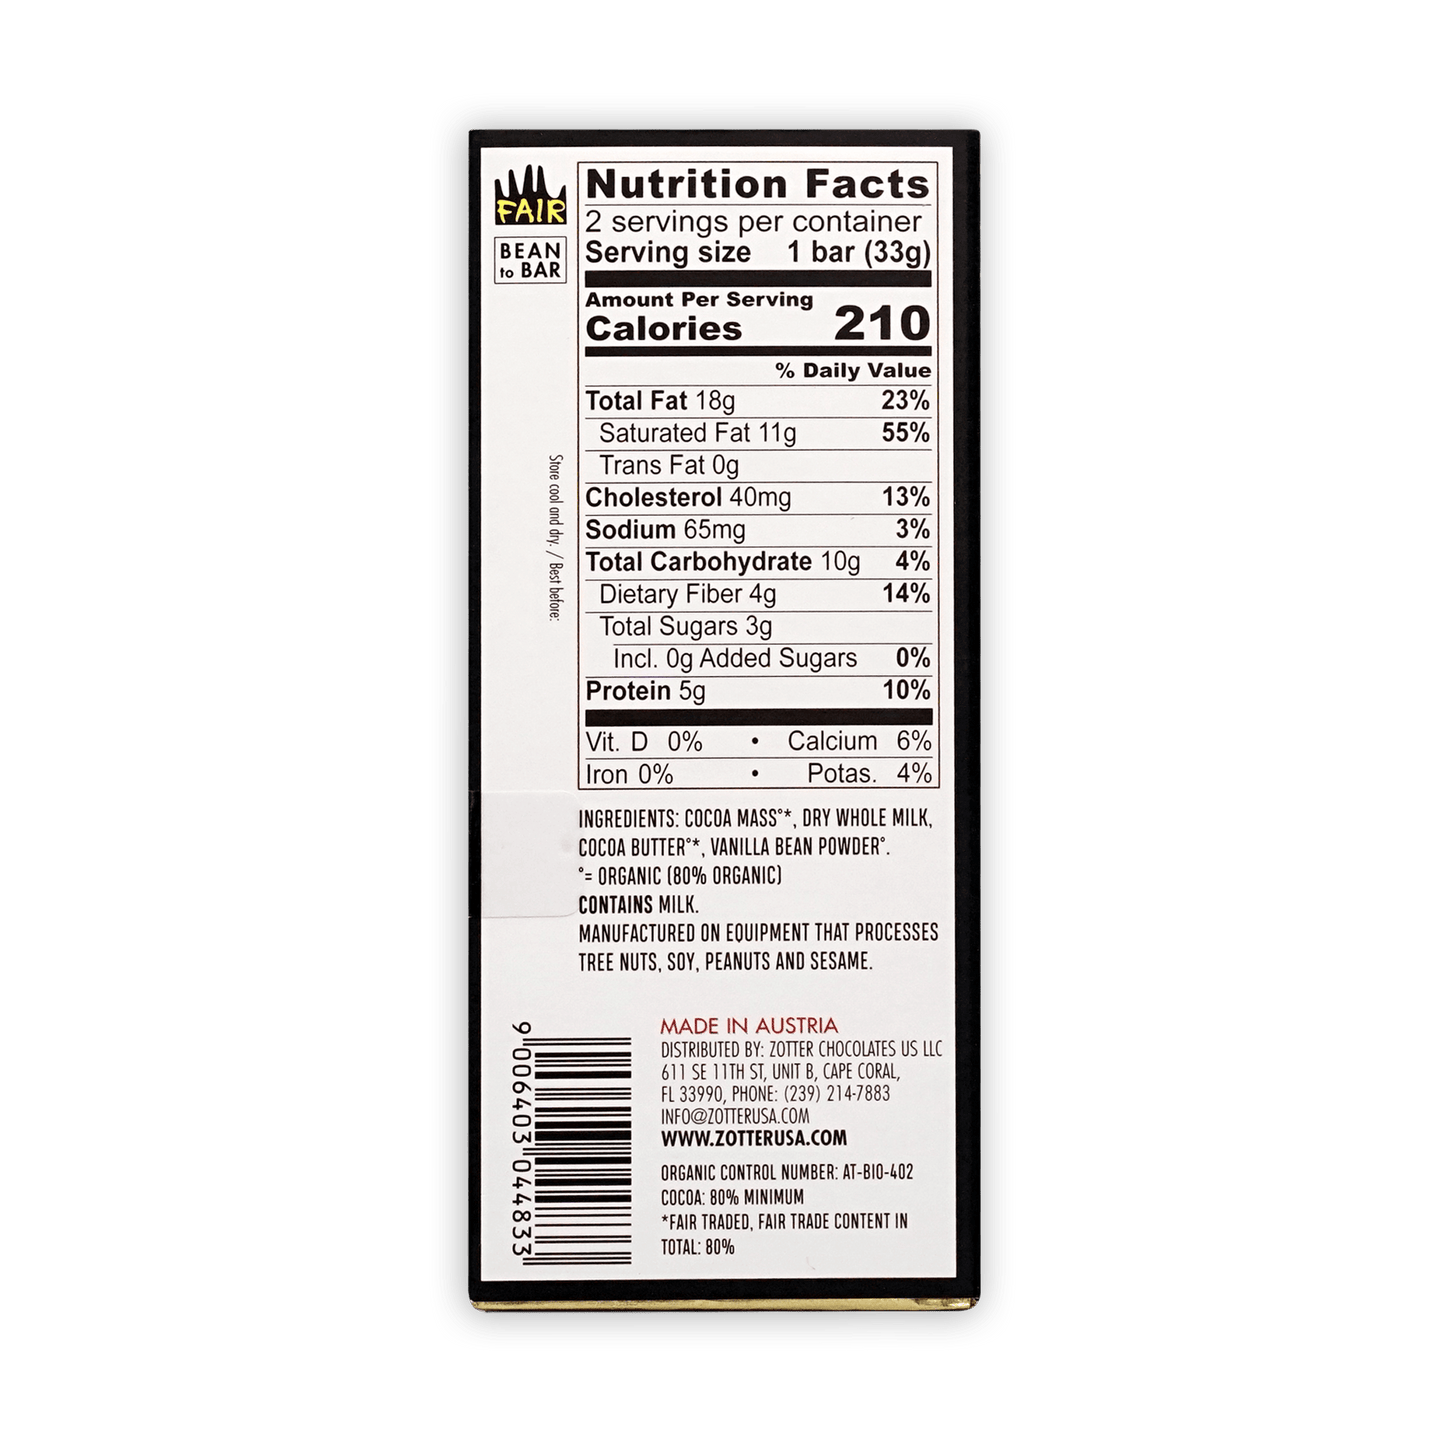 FAIR
BEAN
to BAR
Store cool and dry. / Best before:
Nutrition Facts
2 servings per container
Serving size 1 bar (33g)
Amount Per Serving
Calories 210
% Daily Value
Total Fat 18g 23%
Saturated Fat 11g 55%
Trans Fat 0g
Cholesterol 40mg 13%
Sodium 65mg 3%
Total Carbohydrate 10g 4%
Dietary Fiber 4g 14%
Total Sugars 3g
Incl. 0g Added Sugars 0%
Protein 5g 10%
Vit. D 0% • Calcium 6%
Iron 0% • Potas. 4%
INGREDIENTS: COCOA MASS°*, DRY WHOLE MILK,
COCOA BUTTER°*, VANILLA BEAN POWDER°.
°= ORGANIC (80% ORGANIC)
CONTAINS MILK.
MANUFACTURED ON EQUIPMENT THAT PROCESSES
TREE NUTS, SOY, PEANUTS AND SESAME.
9 006403 044833
MADE IN AUSTRIA
DISTRIBUTED BY: ZOTTER CHOCOLATES US LLC
611 SE 11TH ST, UNIT B, CAPE CORAL,
FL 33990, PHONE: (239) 214-7883
INFO@ZOTTERUSA.COM
WWW.ZOTTERUSA.COM
ORGANIC CONTROL NUMBER: AT-BIO-402
COCOA: 80% MINIMUM
*FAIR TRADED, FAIR TRADE CONTENT IN
TOTAL: 80%